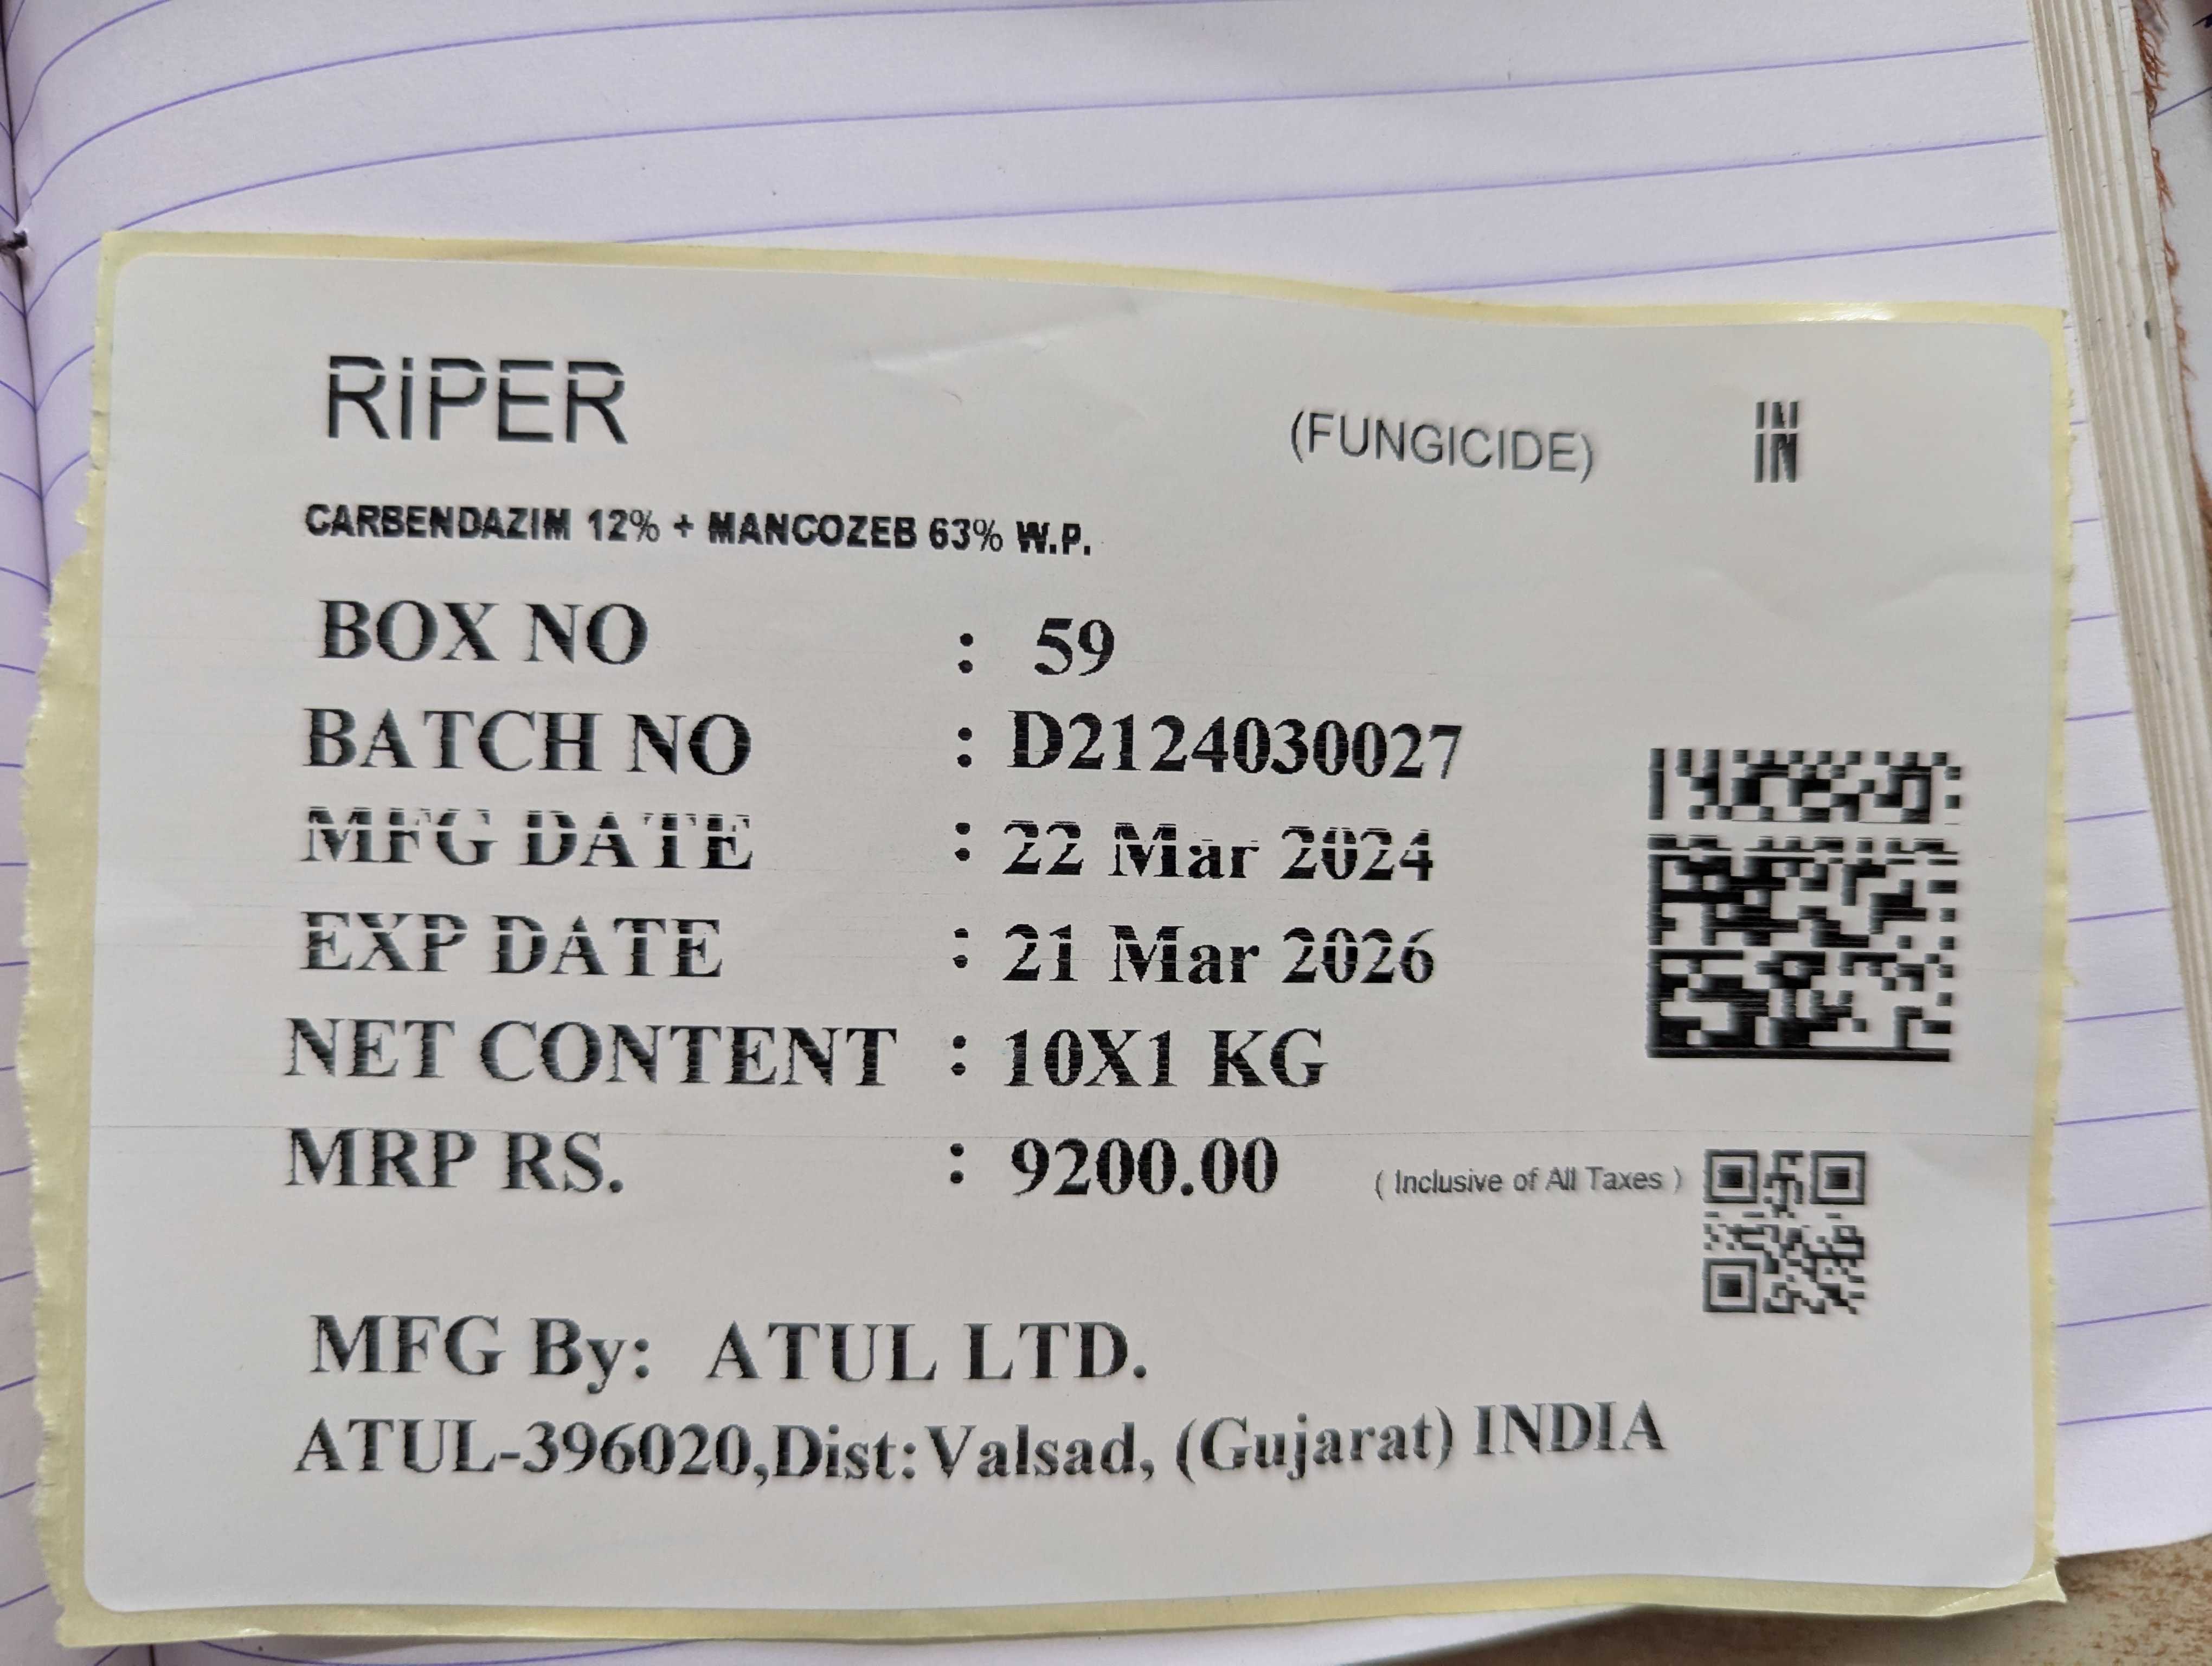 RiPER (FUNGICIDE) IN
CARBENDAZIM 12% + MANCOZEB 63% W.P.
BOX NO : 59
BATCH NO : D2124030027
MFG DATE : 22 Mar 2024
EXP DATE : 21 Mar 2026
NET CONTENT : 10X1 KG
MRP RS. : 9200.00 ( Inclusive of All Taxes )
MFG By: ATUL LTD.
ATUL-396020,Dist:Valsad, (Gujarat) INDIA